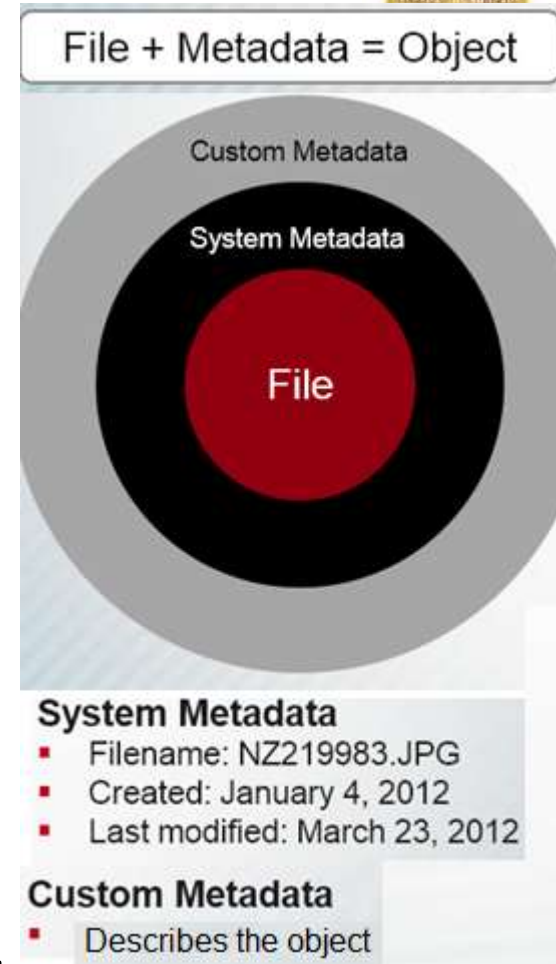 File + Metadata = Object
Custom Metadata
System Metadata
File
System Metadata
▪ Filename: NZ219983.JPG
▪ Created: January 4, 2012
▪ Last modified: March 23, 2012
Custom Metadata
▪ Describes the object